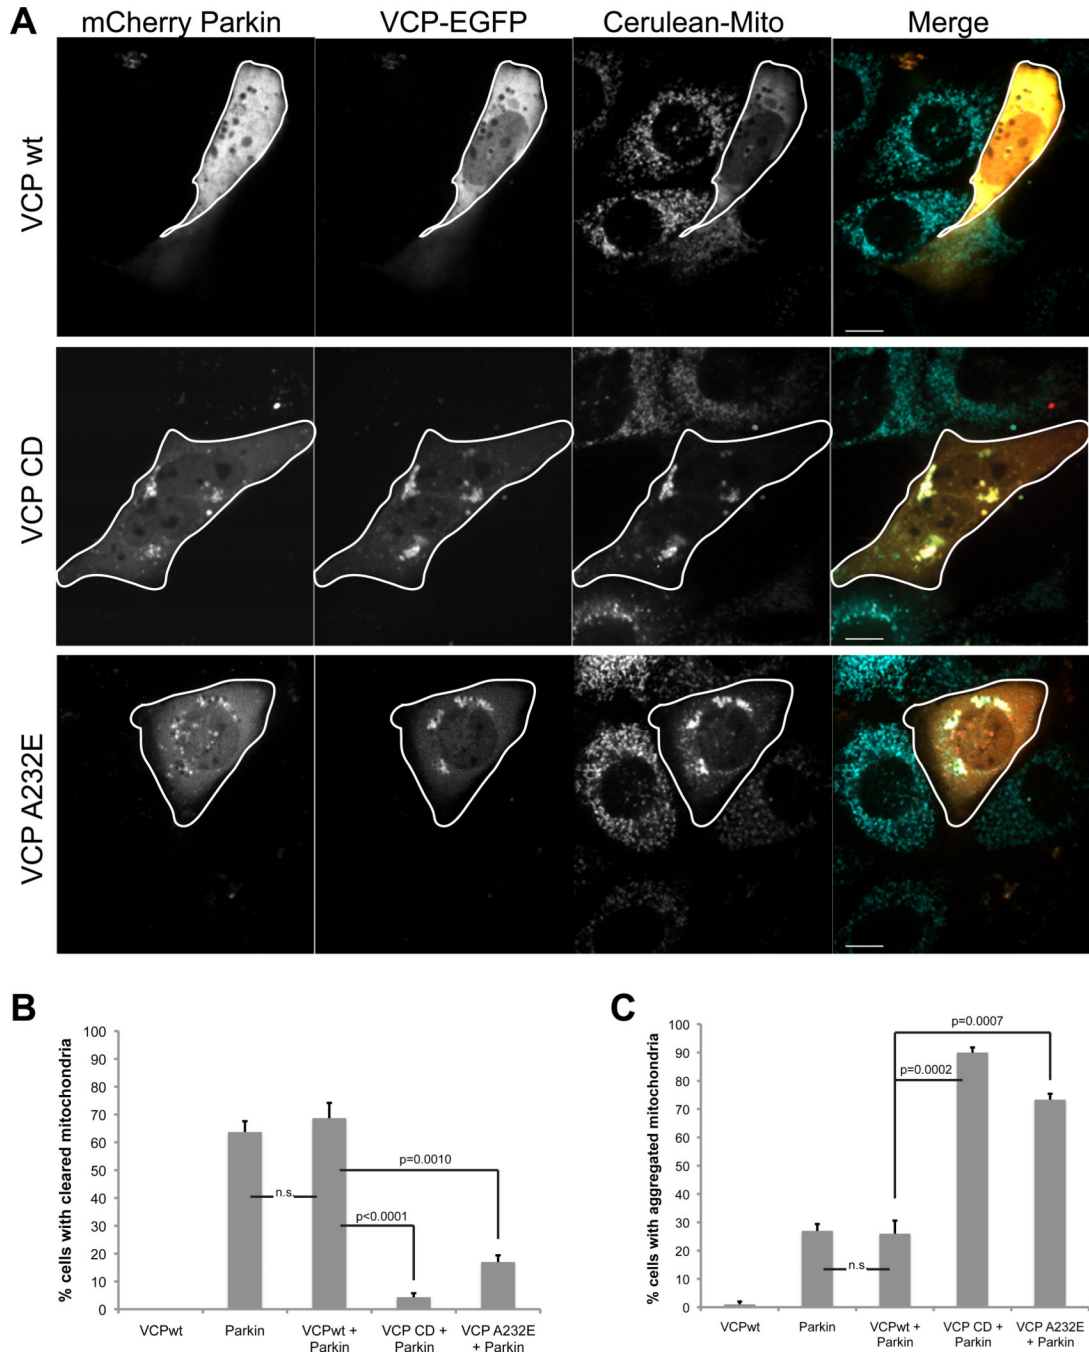 A
mCherry Parkin
VCP-EGFP
Cerulean-Mito
Merge
VCP wt
VCP CD
VCP A232E
B
% cells with cleared mitochondria
100
90
80
70
60
50
40
30
20
10
0
p=0.0010
n.s.
p<0.0001
VCPwt
Parkin
VCPwt +
Parkin
VCP CD +
Parkin
VCP A232E
+ Parkin
C
% cells with aggregated mitochondria
100
90
80
70
60
50
40
30
20
10
0
p=0.0007
p=0.0002
n.s.
VCPwt
Parkin
VCPwt +
Parkin
VCP CD +
Parkin
VCP A232E
+ Parkin